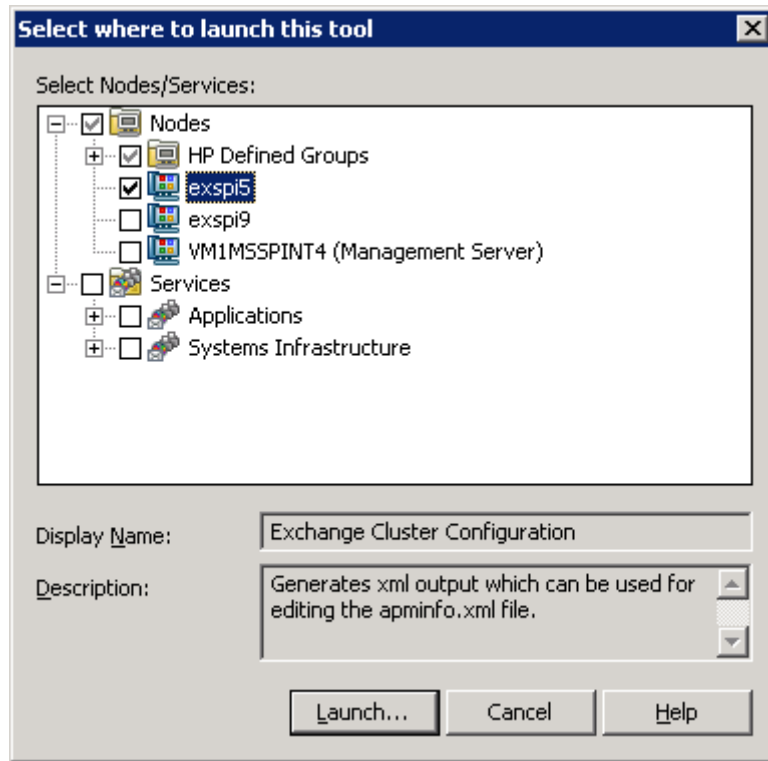 Select where to launch this tool
Select Nodes/Services:
Nodes
HP Defined Groups
exspi5
exspi9
VM1MSSPINT4 (Management Server)
Services
Applications
Systems Infrastructure
Display Name:
Exchange Cluster Configuration
Description:
Generates xml output which can be used for
editing the apminfo.xml file.
Launch...
Cancel
Help